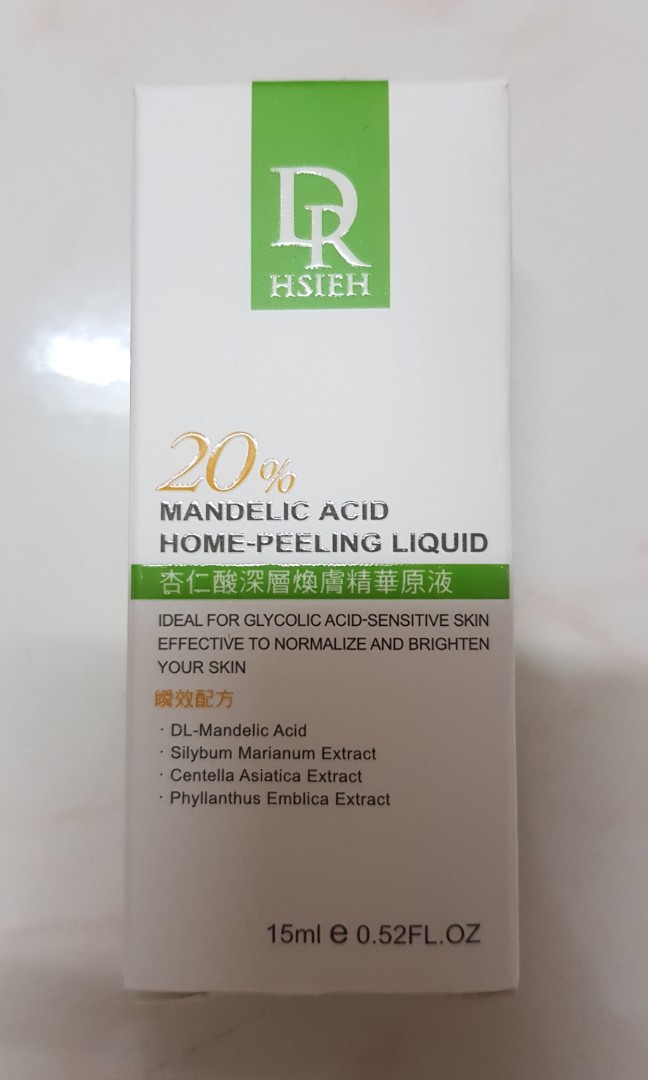 DR
HSIEH
20%
MANDELIC ACID
HOME-PEELING LIQUID
杏仁酸深層煥膚精華原液
IDEAL FOR GLYCOLIC ACID-SENSITIVE SKIN
EFFECTIVE TO NORMALIZE AND BRIGHTEN
YOUR SKIN
瞬效配方
· DL-Mandelic Acid
· Silybum Marianum Extract
· Centella Asiatica Extract
· Phyllanthus Emblica Extract
15ml e 0.52FL.OZ